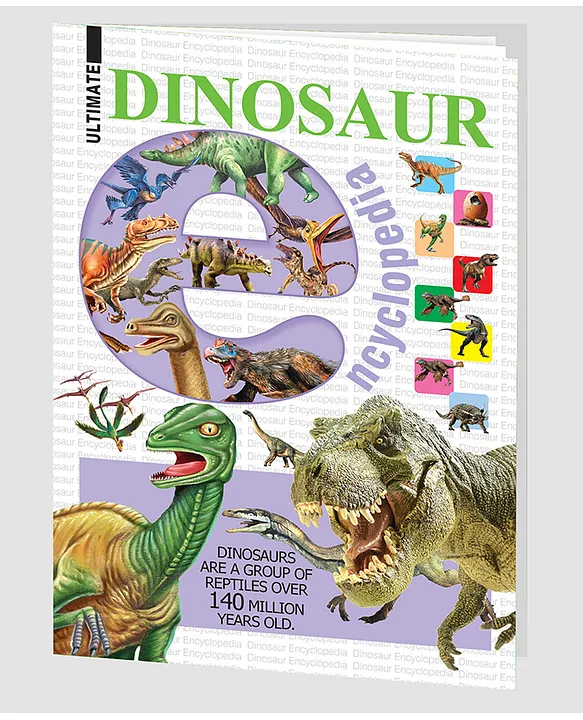 ULTIMATE
DINOSAUR
encyclopedia
DINOSAURS
ARE A GROUP OF
REPTILES OVER
140 MILLION
YEARS OLD.